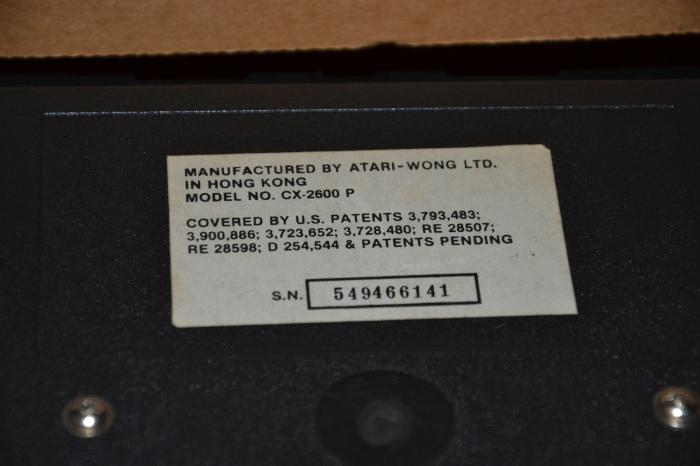 MANUFACTURED BY ATARI-WONG LTD.
IN HONG KONG
MODEL NO. CX-2600 P
COVERED BY U.S. PATENTS 3,793,483;
3,900,886; 3,723,652; 3,728,480; RE 28507;
RE 28598; D 254,544 & PATENTS PENDING
S.N. 549466141